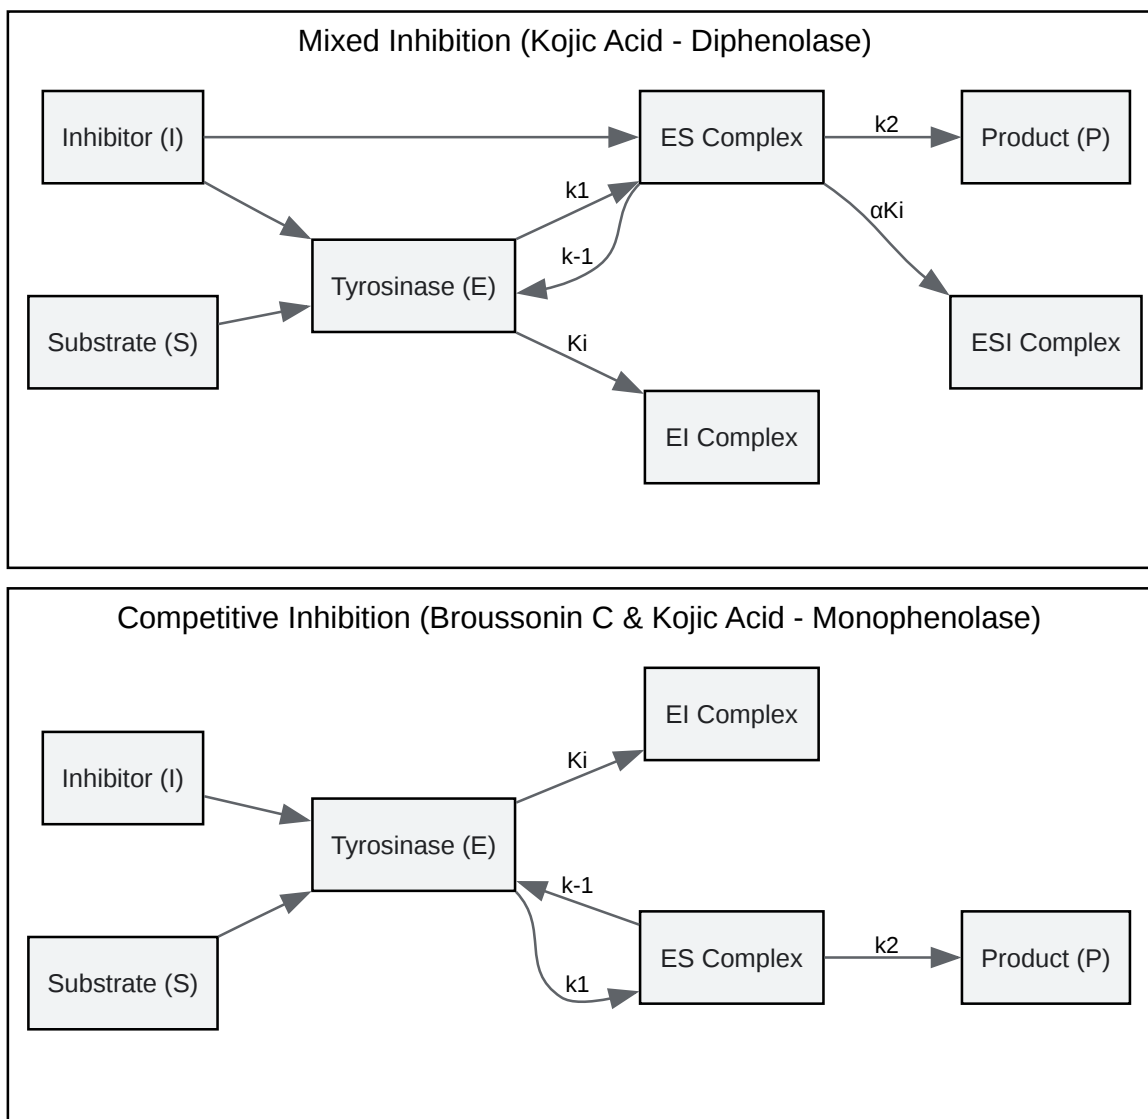 Mixed Inhibition (Kojic Acid - Diphenolase)
Inhibitor (I)
ES Complex
k2
Product (P)
k1
αKi
k-1
Tyrosinase (E)
Substrate (S)
Ki
ESI Complex
EI Complex
Competitive Inhibition (Broussonin C & Kojic Acid - Monophenolase)
EI Complex
Ki
Inhibitor (I)
Tyrosinase (E)
k-1
k2
ES Complex
Product (P)
Substrate (S)
k1